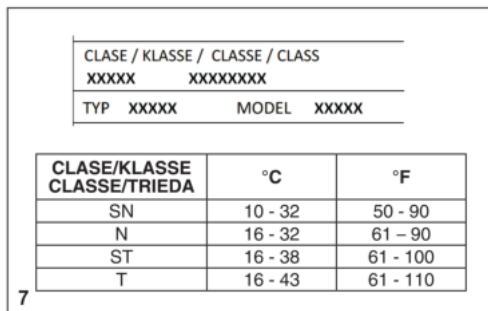 CLASE / KLASSE / CLASSE / CLASS
XXXXX XXXXXXXX
TYP XXXXX MODEL XXXXX
CLASE/KLASSE
CLASSE/TRIEDA °C °F
SN 10 - 32 50 - 90
N 16 - 32 61 – 90
ST 16 - 38 61 - 100
T 16 - 43 61 - 110
7